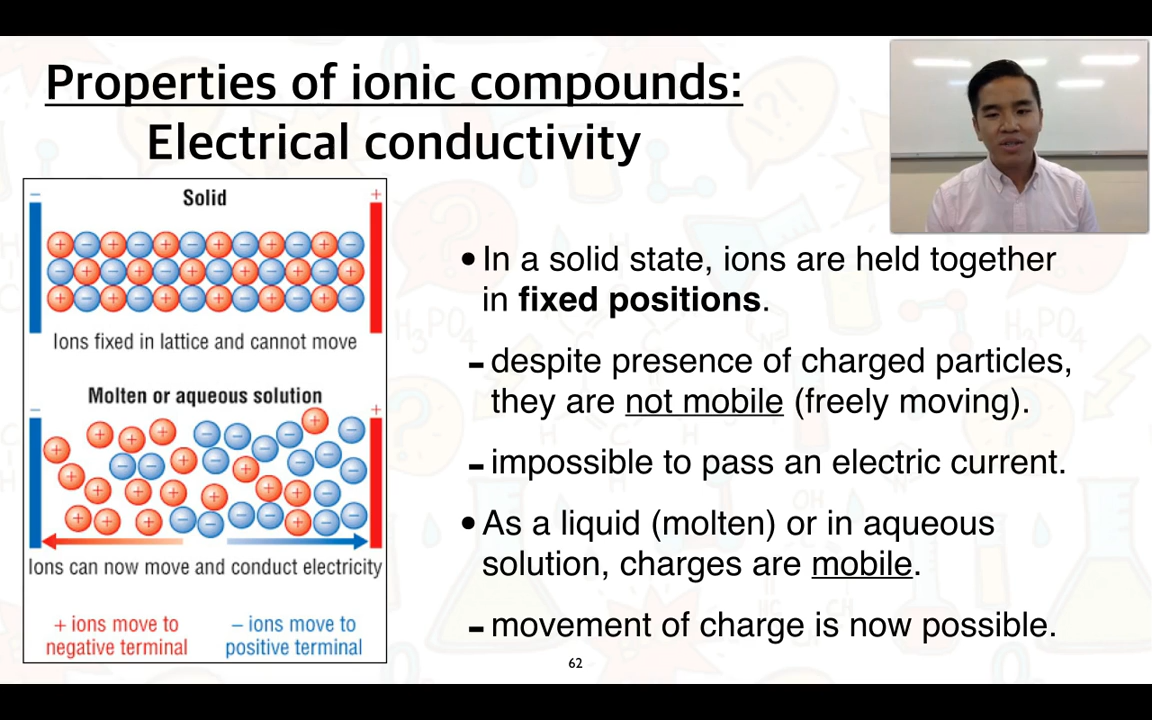 Properties of ionic compounds:
Electrical conductivity
− +
Solid
+ − + − + − + − + − + −
− + − + − + − + − + − +
+ − + − + − + − + − + −
Ions fixed in lattice and cannot move
Molten or aqueous solution
− +
Ions can now move and conduct electricity
+ ions move to
negative terminal
− ions move to
positive terminal
• In a solid state, ions are held together
in fixed positions.
- despite presence of charged particles,
they are not mobile (freely moving).
- impossible to pass an electric current.
• As a liquid (molten) or in aqueous
solution, charges are mobile.
- movement of charge is now possible.
62
H₃PO₄
H₃PO₄
OH